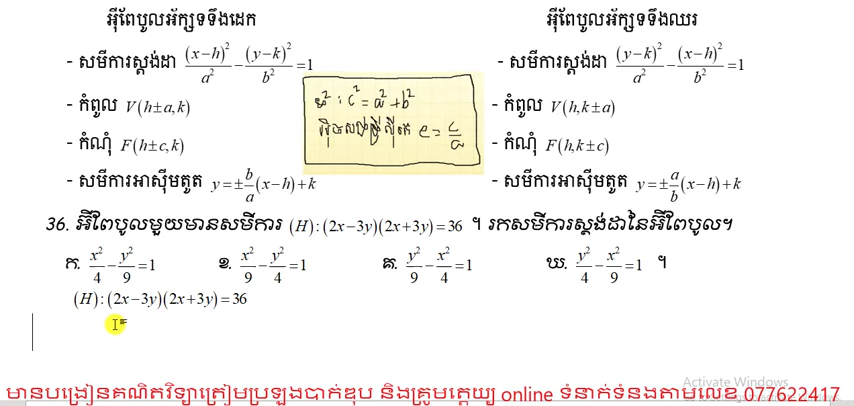 អ៊ីពែបូលអ័ក្សទទឹងដេក
- សមីការស្តង់ដា (x−h)²/a² − (y−k)²/b² = 1
- កំពូល V(h±a,k)
- កំណុំ F(h±c,k)
- សមីការអាស៊ីមតូត y=±b/a(x−h)+k
c²=a²+b²
e=c/a
អ៊ីពែបូលអ័ក្សទទឹងឈរ
- សមីការស្តង់ដា (y−k)²/a² − (x−h)²/b² = 1
- កំពូល V(h,k±a)
- កំណុំ F(h,k±c)
- សមីការអាស៊ីមតូត y=±a/b(x−h)+k
36. អ៊ីពែបូលមួយមានសមីការ (H):(2x−3y)(2x+3y)=36 ។ រកសមីការស្តង់ដានៃអ៊ីពែបូល។
ក. x²/4 − y²/9 = 1 ខ. x²/9 − y²/4 = 1 គ. y²/9 − x²/4 = 1 ឃ. y²/4 − x²/9 = 1 ។
(H):(2x−3y)(2x+3y)=36
Activate Windows
មានបង្រៀនគណិតវិទ្យាត្រៀមប្រឡងបាក់ឌុប និងគ្រូមត្តេយ្យ online ទំនាក់ទំនងតាមលេខ 077622417